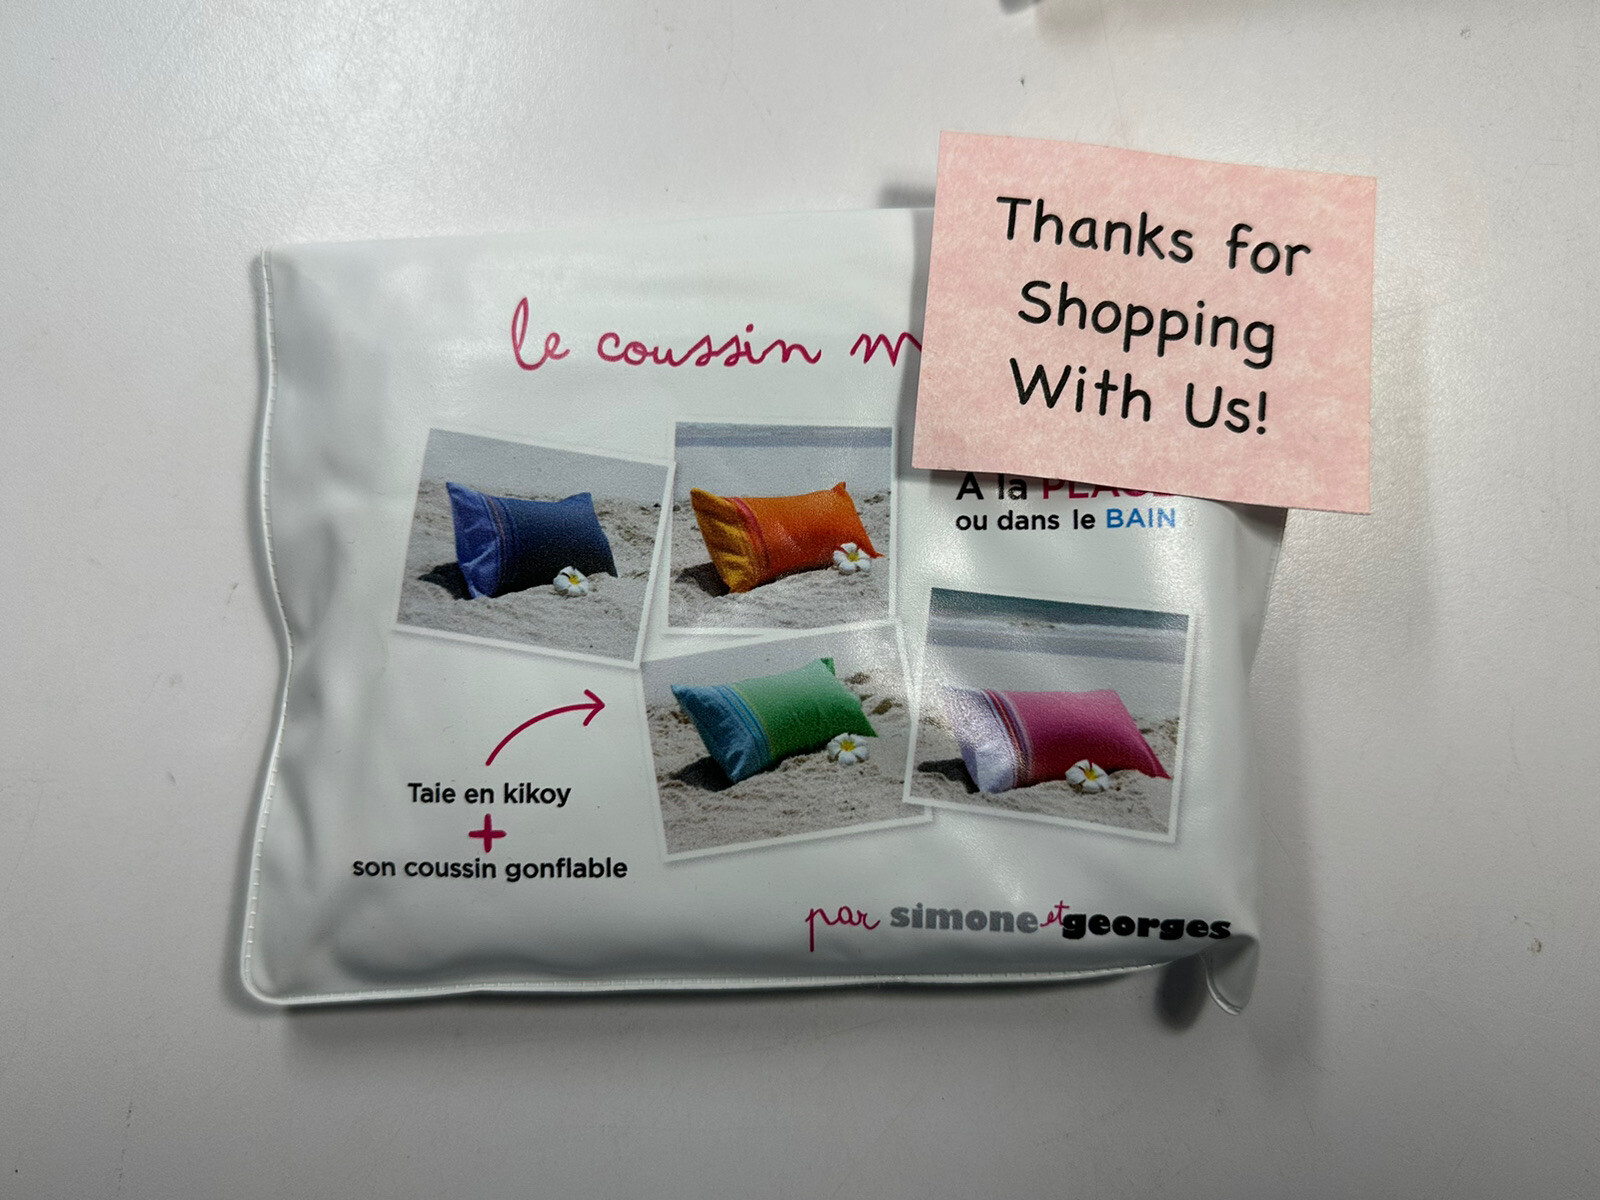 Thanks for
Shopping
With Us!
le coussin
A la PLAGE
ou dans le BAIN
Taie en kikoy
+
son coussin gonflable
par simone et georges